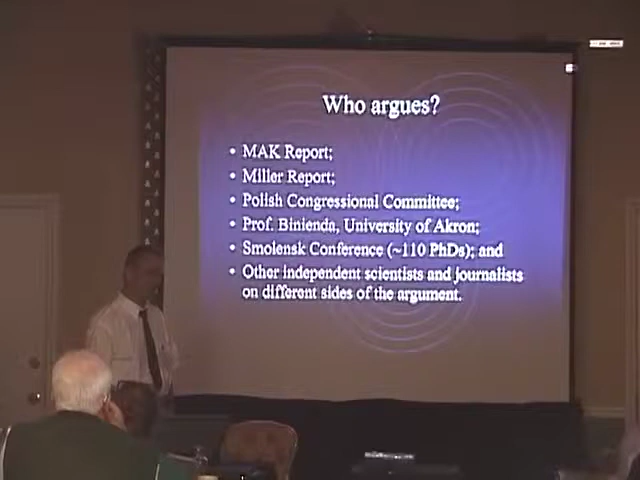 Who argues?
• MAK Report;
• Miller Report;
• Polish Congressional Committee;
• Prof. Binienda, University of Akron;
• Smolensk Conference (~110 PhDs); and
• Other independent scientists and journalists
on different sides of the argument.